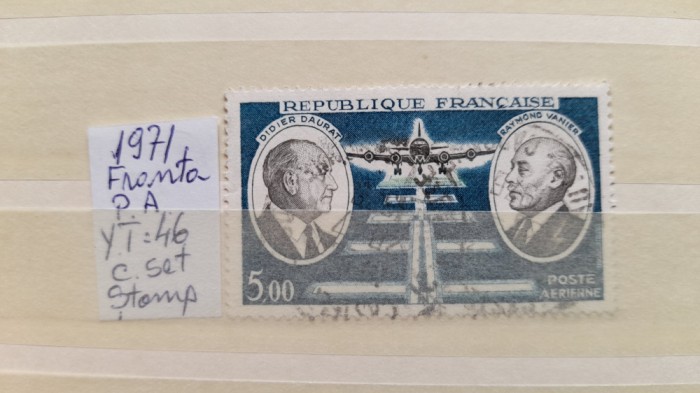 1971,
Franta
P.A
YT=46
c. set
Stamp
REPUBLIQUE FRANÇAISE
DIDIER DAURAT
RAYMOND VANIER
5,00
POSTE
AERIENNE